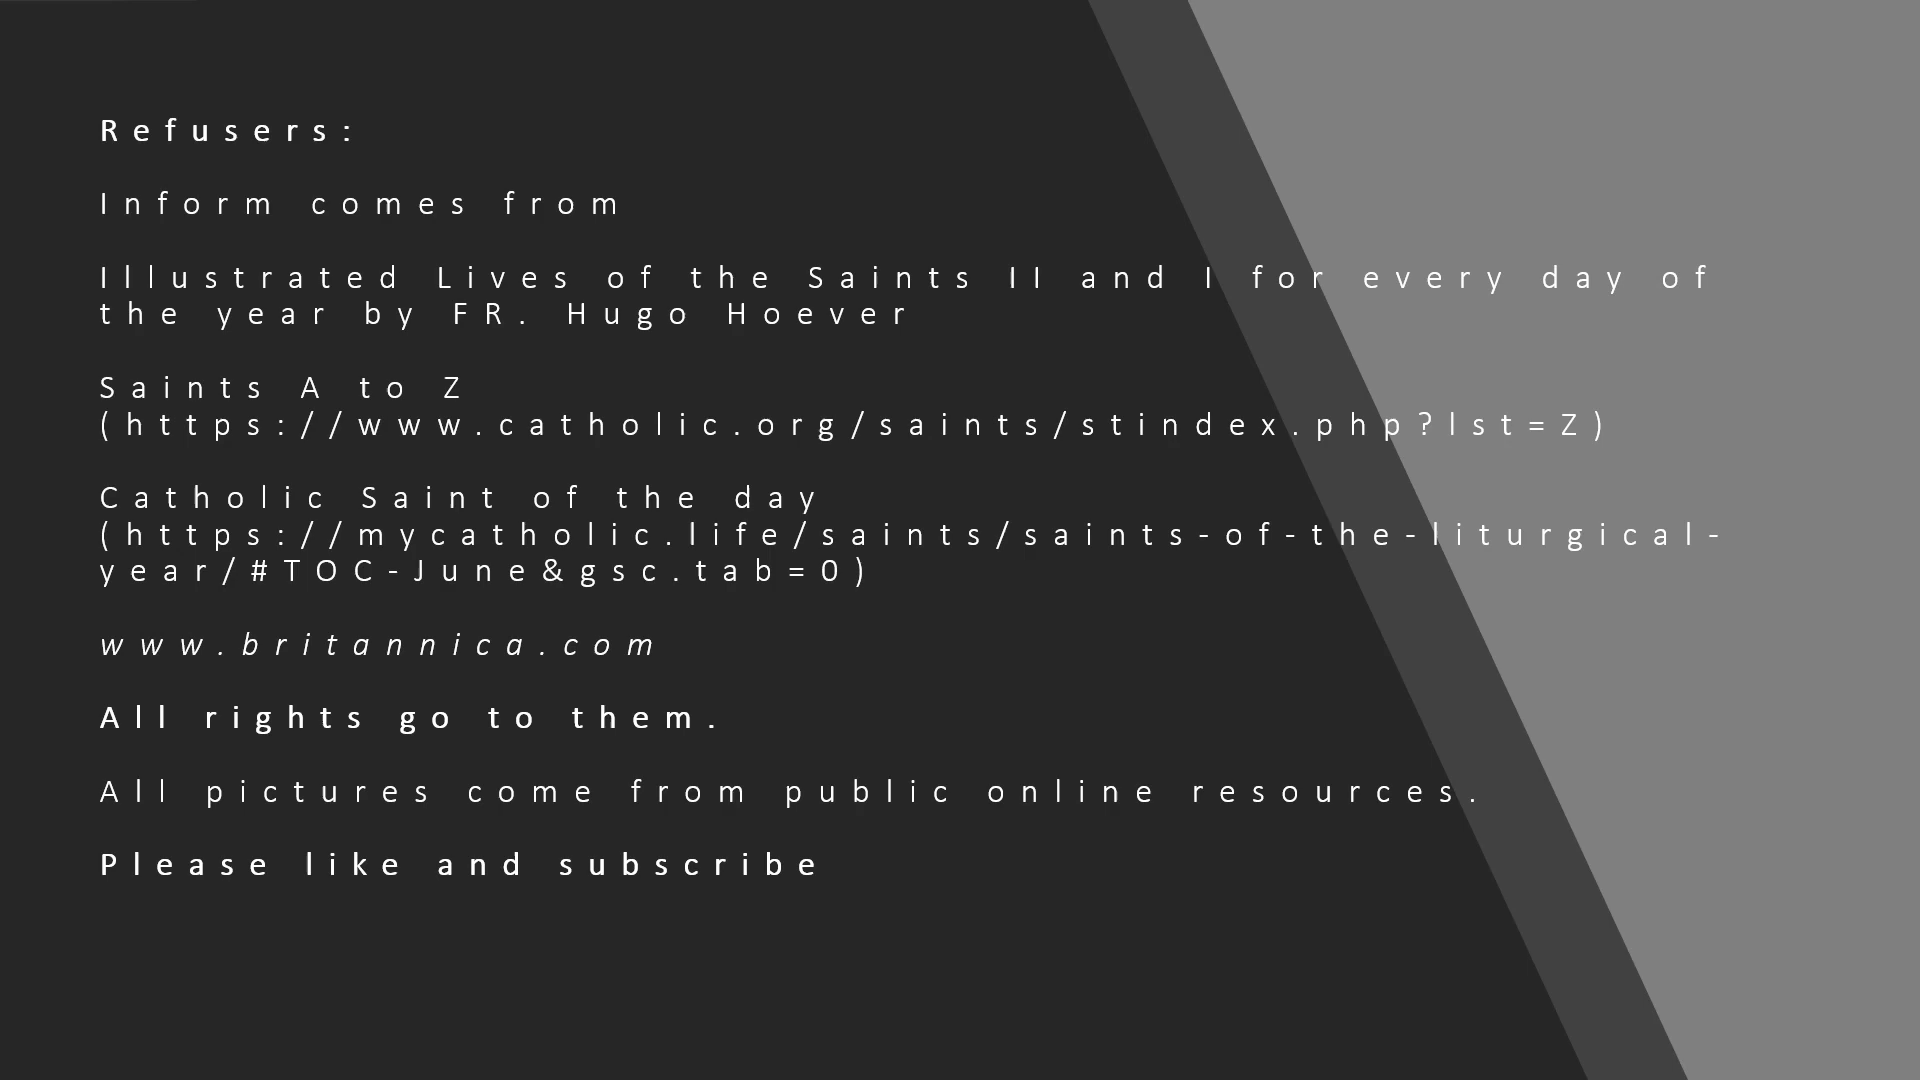 Refusers:
Inform comes from
Illustrated Lives of the Saints II and I for every day of
the year by FR. Hugo Hoever
Saints A to Z
(https://www.catholic.org/saints/stindex.php?lst=Z)
Catholic Saint of the day
(https://mycatholic.life/saints/saints-of-the-liturgical-
year/#TOC-June&gsc.tab=0)
www.britannica.com
All rights go to them.
All pictures come from public online resources.
Please like and subscribe